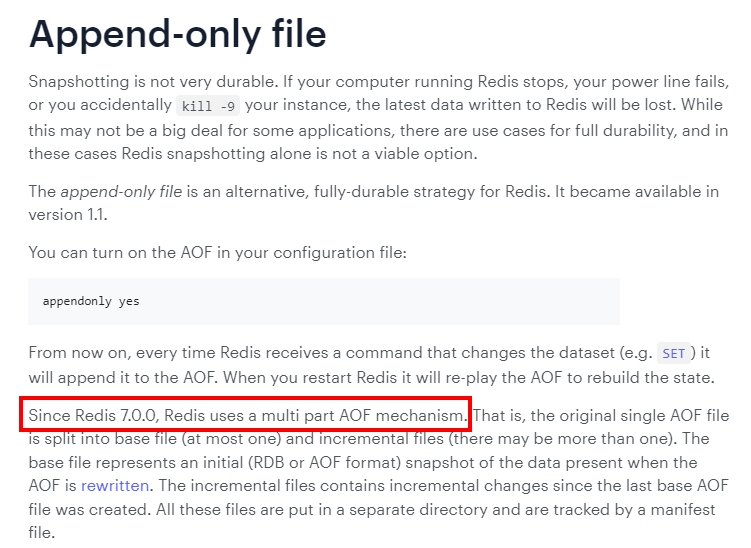 Append-only file
Snapshotting is not very durable. If your computer running Redis stops, your power line fails,
or you accidentally kill -9 your instance, the latest data written to Redis will be lost. While
this may not be a big deal for some applications, there are use cases for full durability, and in
these cases Redis snapshotting alone is not a viable option.
The append-only file is an alternative, fully-durable strategy for Redis. It became available in
version 1.1.
You can turn on the AOF in your configuration file:
appendonly yes
From now on, every time Redis receives a command that changes the dataset (e.g. SET) it
will append it to the AOF. When you restart Redis it will re-play the AOF to rebuild the state.
Since Redis 7.0.0, Redis uses a multi part AOF mechanism. That is, the original single AOF file
is split into base file (at most one) and incremental files (there may be more than one). The
base file represents an initial (RDB or AOF format) snapshot of the data present when the
AOF is rewritten. The incremental files contains incremental changes since the last base AOF
file was created. All these files are put in a separate directory and are tracked by a manifest
file.